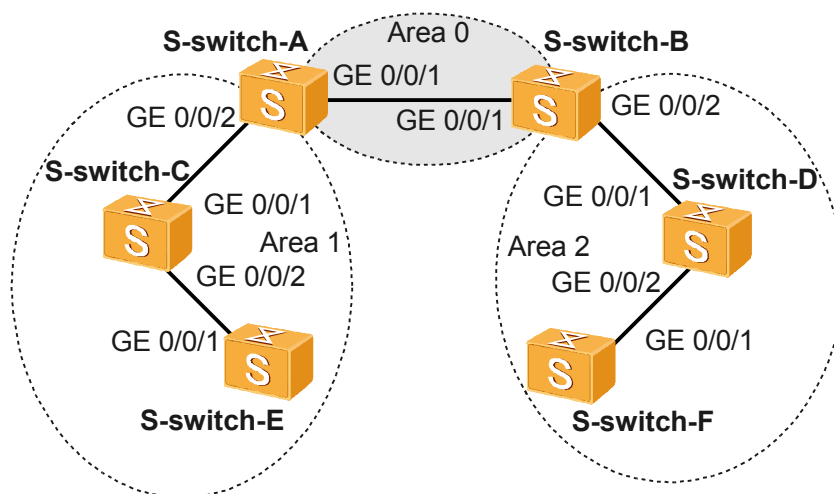 Area 0
S-switch-A
S-switch-B
GE 0/0/1
GE 0/0/2
GE 0/0/1
GE 0/0/2
S-switch-C
S-switch-D
GE 0/0/1
GE 0/0/1
Area 1
Area 2
GE 0/0/2
GE 0/0/2
GE 0/0/1
GE 0/0/1
S-switch-E
S-switch-F
S
S
S
S
S
S